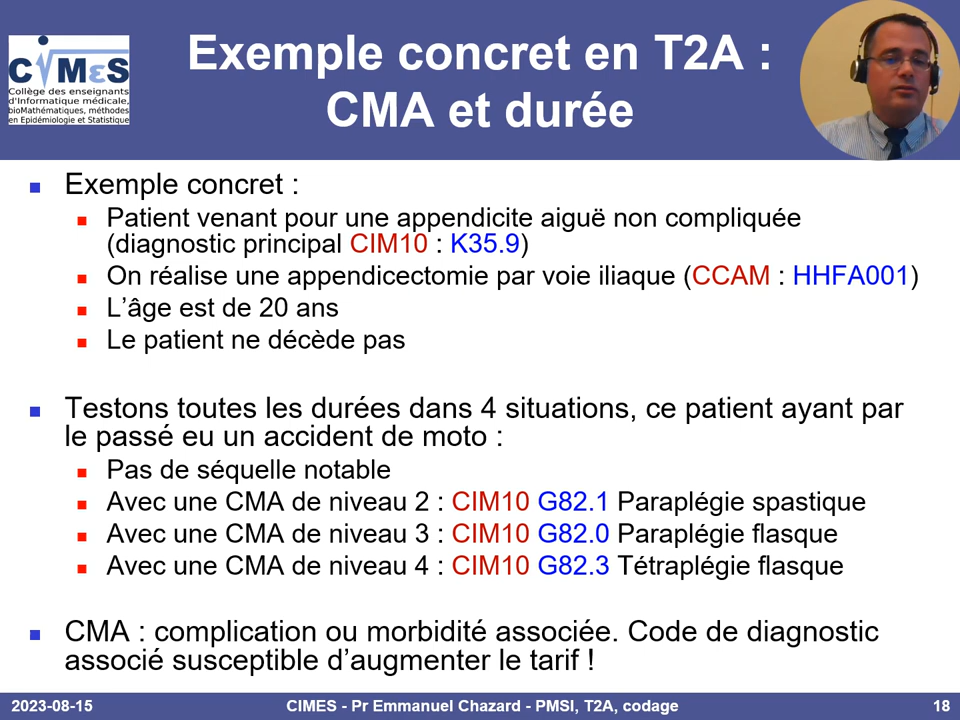 CIMεS
Collège des enseignants
d'Informatique médicale,
bioMathématiques, méthodes
en Epidémiologie et Statistique
Exemple concret en T2A :
CMA et durée
Exemple concret :
Patient venant pour une appendicite aiguë non compliquée
(diagnostic principal CIM10 : K35.9)
On réalise une appendicectomie par voie iliaque (CCAM : HHFA001)
L’âge est de 20 ans
Le patient ne décède pas
Testons toutes les durées dans 4 situations, ce patient ayant par
le passé eu un accident de moto :
Pas de séquelle notable
Avec une CMA de niveau 2 : CIM10 G82.1 Paraplégie spastique
Avec une CMA de niveau 3 : CIM10 G82.0 Paraplégie flasque
Avec une CMA de niveau 4 : CIM10 G82.3 Tétraplégie flasque
CMA : complication ou morbidité associée. Code de diagnostic
associé susceptible d’augmenter le tarif !
2023-08-15
CIMES - Pr Emmanuel Chazard - PMSI, T2A, codage
18